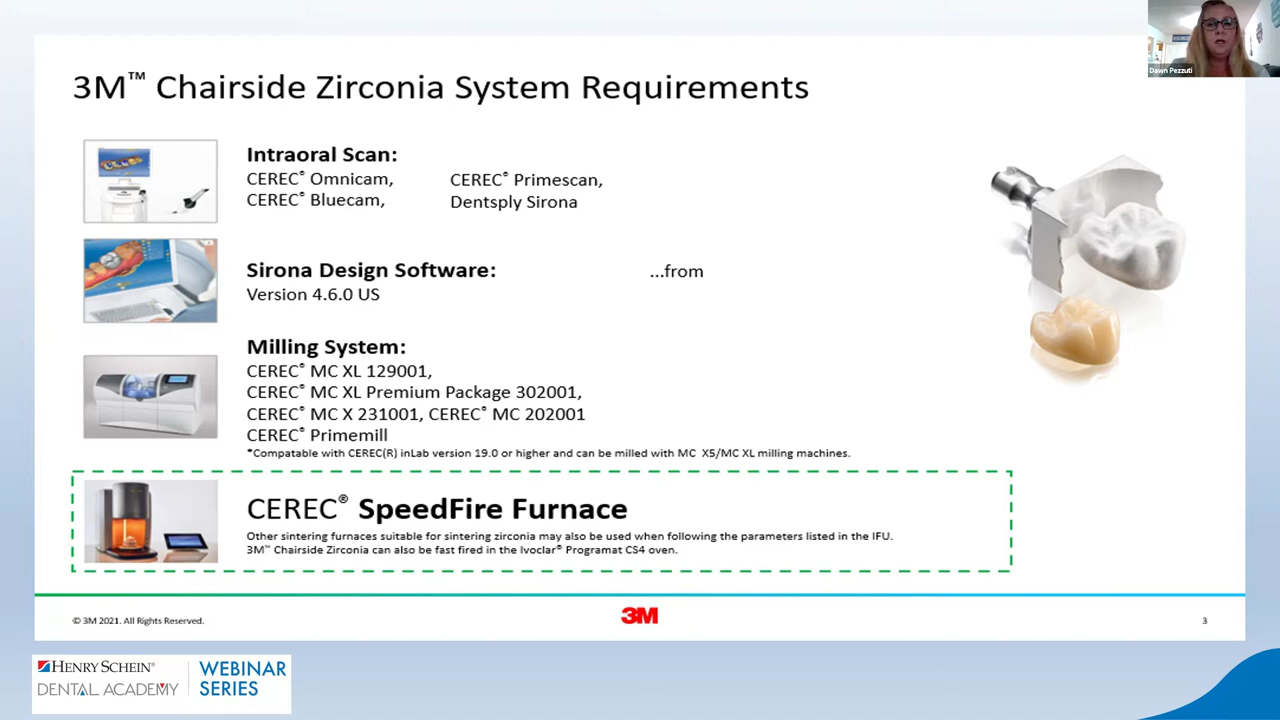 Dawn Pezzuti
3M™ Chairside Zirconia System Requirements
Intraoral Scan:
CEREC® Omnicam,
CEREC® Bluecam,
CEREC® Primescan,
Dentsply Sirona
Sirona Design Software:
...from
Version 4.6.0 US
Milling System:
CEREC® MC XL 129001,
CEREC® MC XL Premium Package 302001,
CEREC® MC X 231001, CEREC® MC 202001
CEREC® Primemill
*Compatable with CEREC(R) inLab version 19.0 or higher and can be milled with MC X5/MC XL milling machines.
CEREC® SpeedFire Furnace
Other sintering furnaces suitable for sintering zirconia may also be used when following the parameters listed in the IFU.
3M™ Chairside Zirconia can also be fast fired in the Ivoclar® Programat CS4 oven.
© 3M 2021. All Rights Reserved.
3M
3
HENRY SCHEIN®
DENTAL ACADEMY
WEBINAR
SERIES